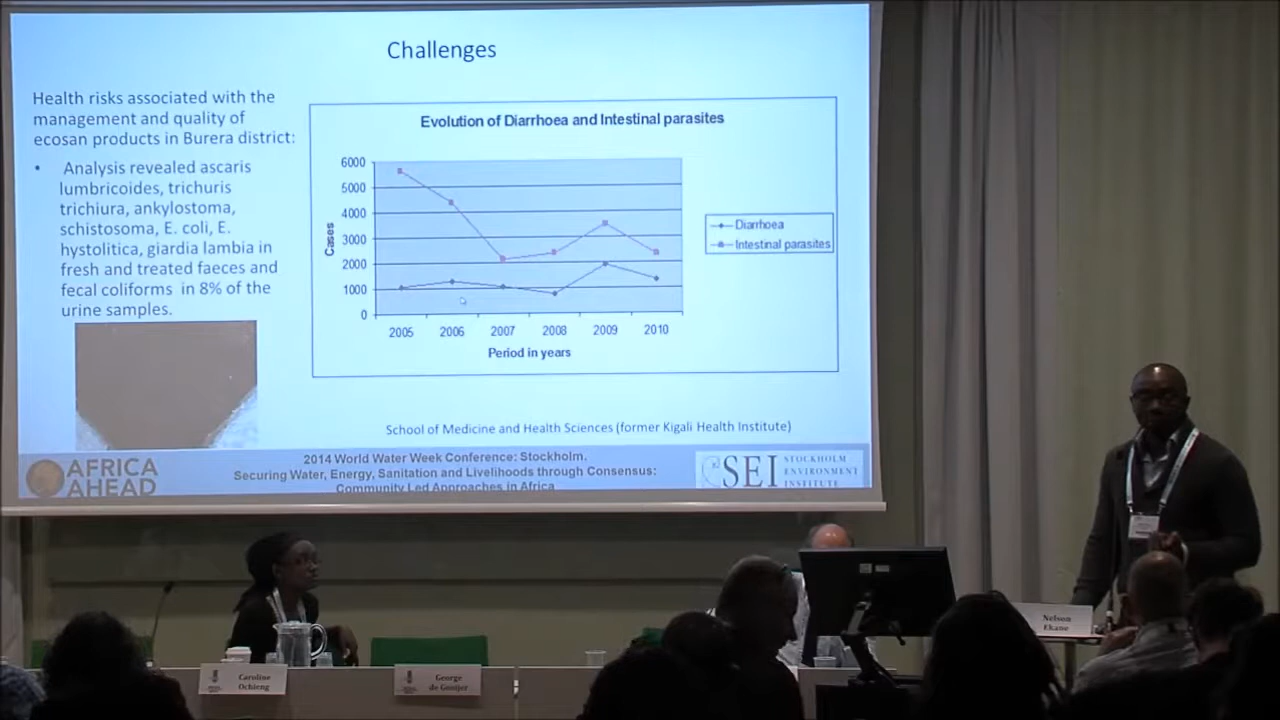 Challenges
Health risks associated with the
management and quality of
ecosan products in Burera district:
• Analysis revealed ascaris
lumbricoides, trichuris
trichiura, ankylostoma,
schistosoma, E. coli, E.
hystolitica, giardia lambia in
fresh and treated faeces and
fecal coliforms in 8% of the
urine samples.
Evolution of Diarrhoea and Intestinal parasites
6000
5000
4000
3000
2000
1000
0
Cases
2005 2006 2007 2008 2009 2010
Period in years
Diarrhoea
Intestinal parasites
School of Medicine and Health Sciences (former Kigali Health Institute)
AFRICA
AHEAD
2014 World Water Week Conference: Stockholm.
Securing Water, Energy, Sanitation and Livelihoods through Consensus:
Community Led Approaches in Africa
SEI
STOCKHOLM
ENVIRONMENT
INSTITUTE
Caroline
Ochieng
George
de Gooijer
Nelson
Ekane